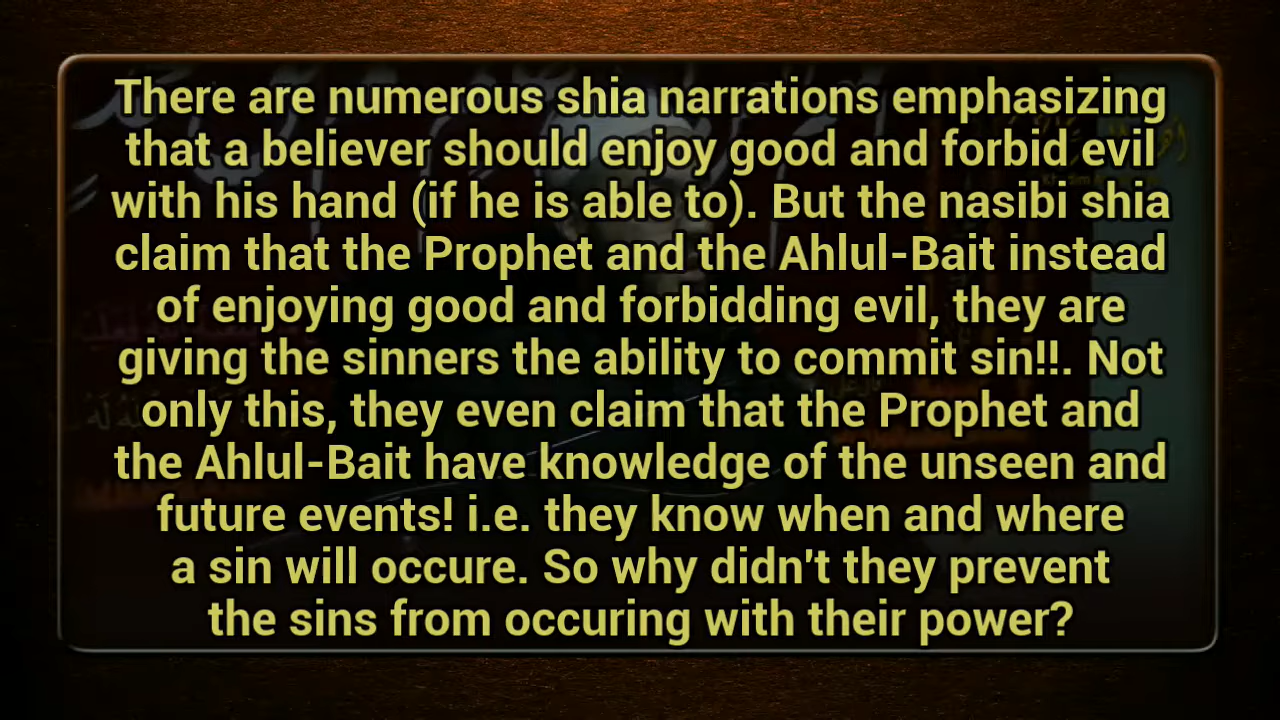 There are numerous shia narrations emphasizing
that a believer should enjoy good and forbid evil
with his hand (if he is able to). But the nasibi shia
claim that the Prophet and the Ahlul-Bait instead
of enjoying good and forbidding evil, they are
giving the sinners the ability to commit sin!!. Not
only this, they even claim that the Prophet and
the Ahlul-Bait have knowledge of the unseen and
future events! i.e. they know when and where
a sin will occure. So why didn't they prevent
the sins from occuring with their power?